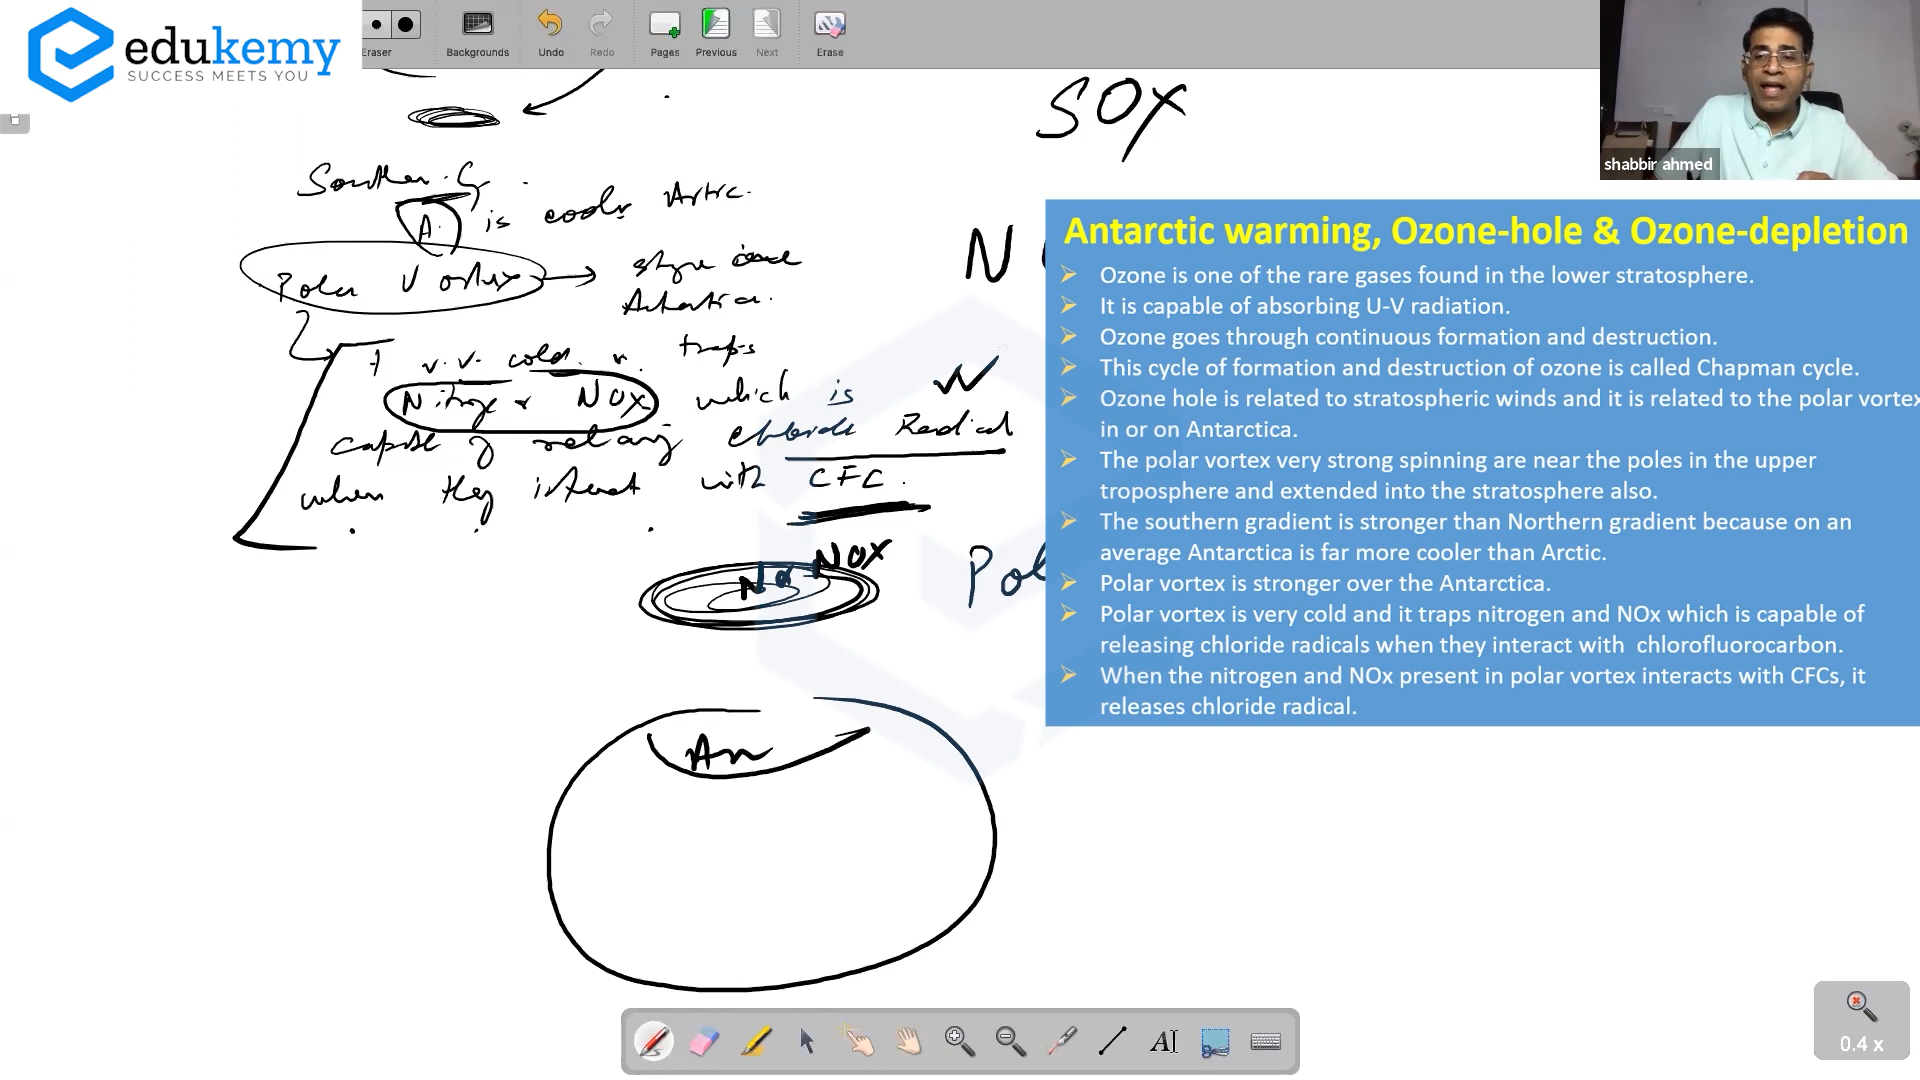 edukemy
SUCCESS MEETS YOU
Eraser
Backgrounds
Undo
Redo
Pages
Previous
Next
Erase
shabbir ahmed
SOX
Southern G
A is cooler Artic.
Polar Vortex →
Antarctica.
v. v. cold traps
Nitroge & NOX which is
chloride Radical
when they interact with CFC.
N & NOX
N
Pol
An
Antarctic warming, Ozone-hole & Ozone-depletion
Ozone is one of the rare gases found in the lower stratosphere.
It is capable of absorbing U-V radiation.
Ozone goes through continuous formation and destruction.
This cycle of formation and destruction of ozone is called Chapman cycle.
Ozone hole is related to stratospheric winds and it is related to the polar vortex
in or on Antarctica.
The polar vortex very strong spinning are near the poles in the upper
troposphere and extended into the stratosphere also.
The southern gradient is stronger than Northern gradient because on an
average Antarctica is far more cooler than Arctic.
Polar vortex is stronger over the Antarctica.
Polar vortex is very cold and it traps nitrogen and NOx which is capable of
releasing chloride radicals when they interact with chlorofluorocarbon.
When the nitrogen and NOx present in polar vortex interacts with CFCs, it
releases chloride radical.
0.4 x